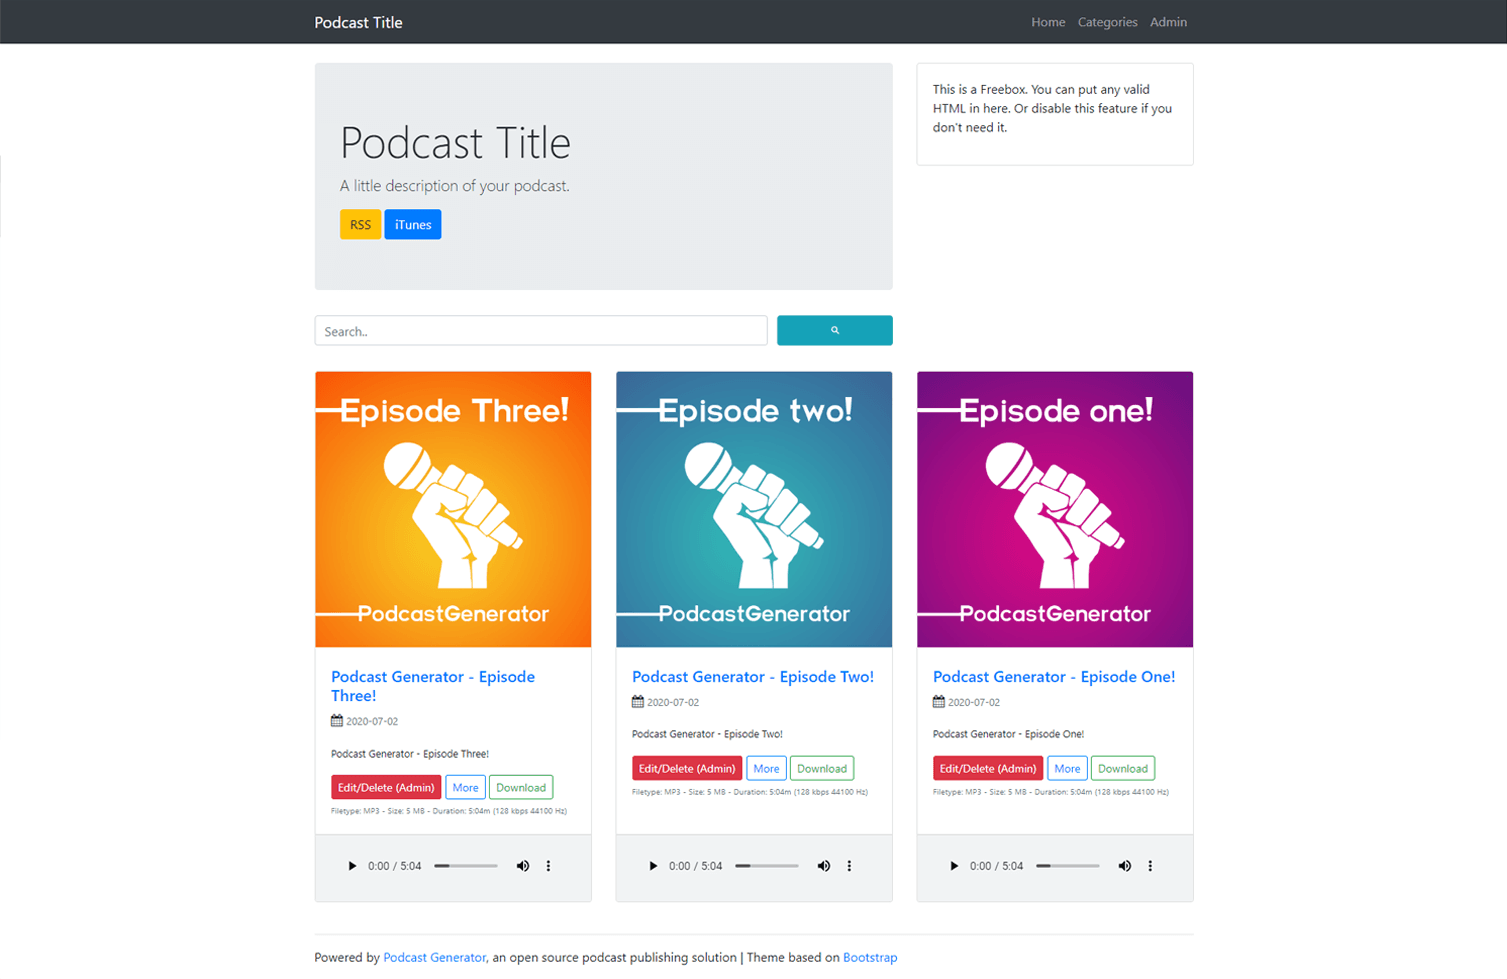 Podcast Title
Home Categories Admin
Podcast Title
A little description of your podcast.
RSS iTunes
This is a Freebox. You can put any valid
HTML in here. Or disable this feature if you
don't need it.
Search..
Episode Three!
PodcastGenerator
Podcast Generator - Episode
Three!
2020-07-02
Podcast Generator - Episode Three!
Edit/Delete (Admin) More Download
Filetype: MP3 - Size: 5 MB - Duration: 5:04m (128 kbps 44100 Hz)
0:00 / 5:04
Episode two!
PodcastGenerator
Podcast Generator - Episode Two!
2020-07-02
Podcast Generator - Episode Two!
Edit/Delete (Admin) More Download
Filetype: MP3 - Size: 5 MB - Duration: 5:04m (128 kbps 44100 Hz)
0:00 / 5:04
Episode one!
PodcastGenerator
Podcast Generator - Episode One!
2020-07-02
Podcast Generator - Episode One!
Edit/Delete (Admin) More Download
Filetype: MP3 - Size: 5 MB - Duration: 5:04m (128 kbps 44100 Hz)
0:00 / 5:04
Powered by Podcast Generator, an open source podcast publishing solution | Theme based on Bootstrap